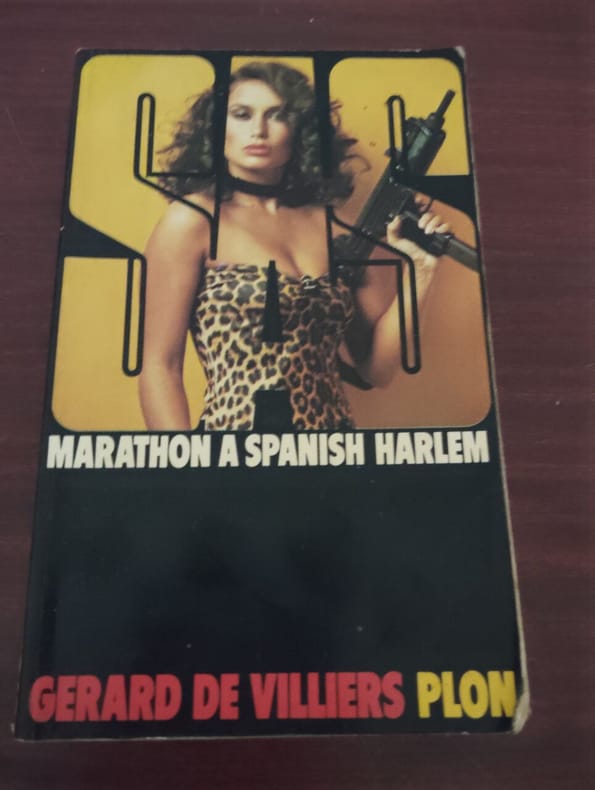 SAS
MARATHON A SPANISH HARLEM
GERARD DE VILLIERS PLON